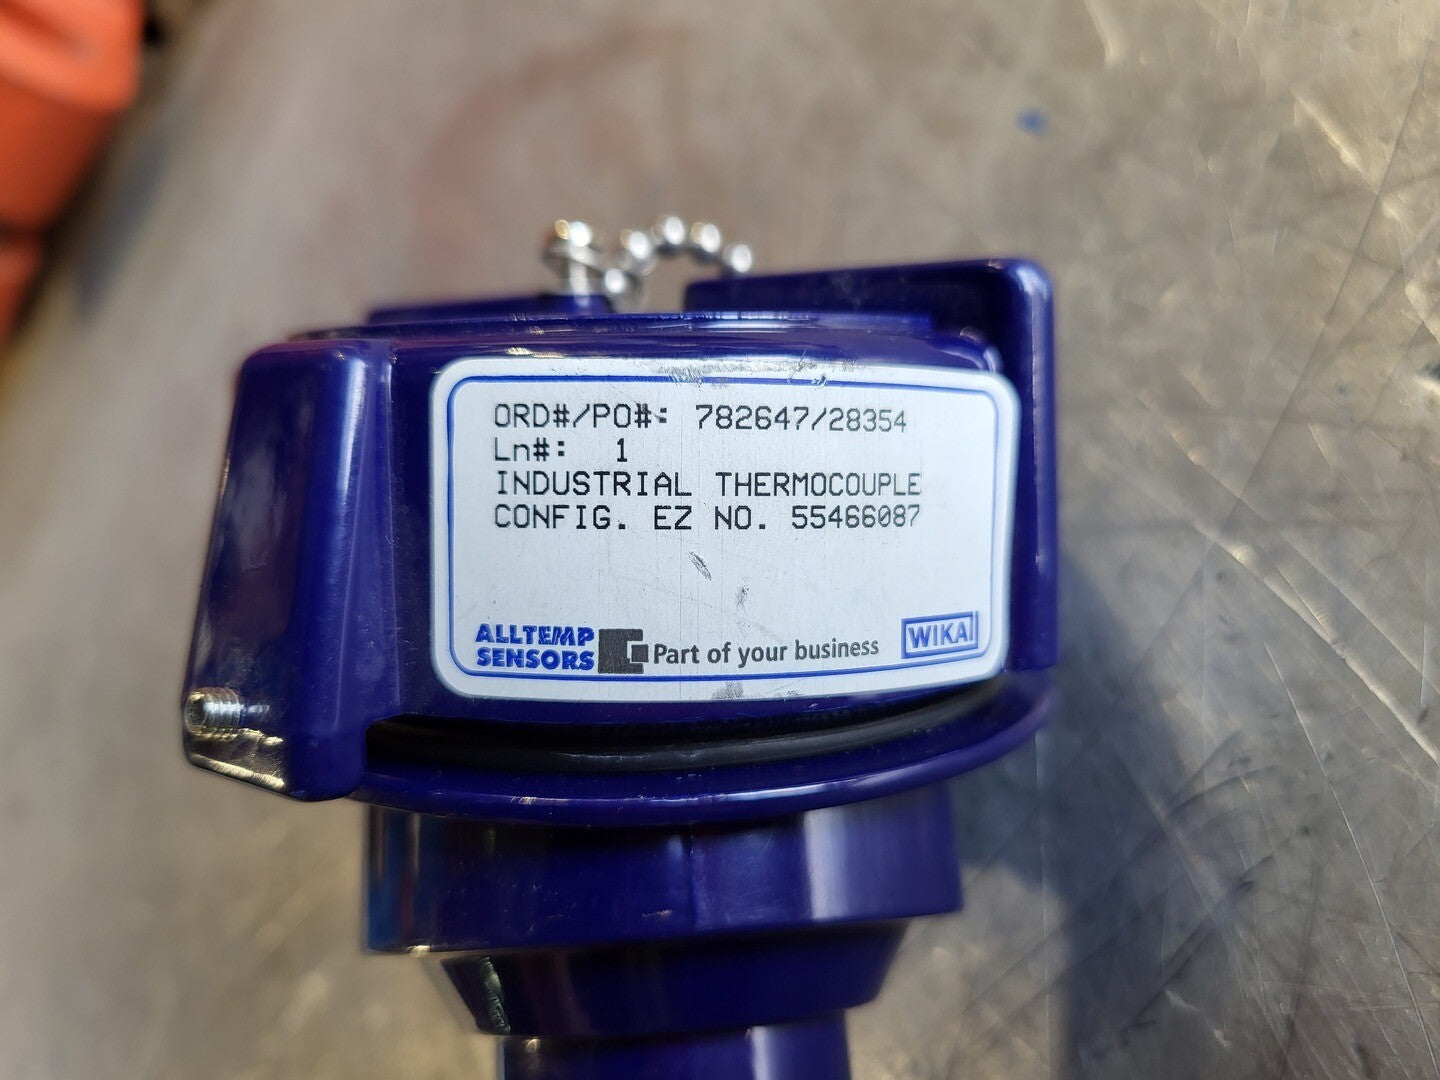 ORD#/PO#: 782647/28354
Ln#: 1
INDUSTRIAL THERMOCOUPLE
CONFIG. EZ NO. 55466087
ALLTEMP
SENSORS
Part of your business
WIKA